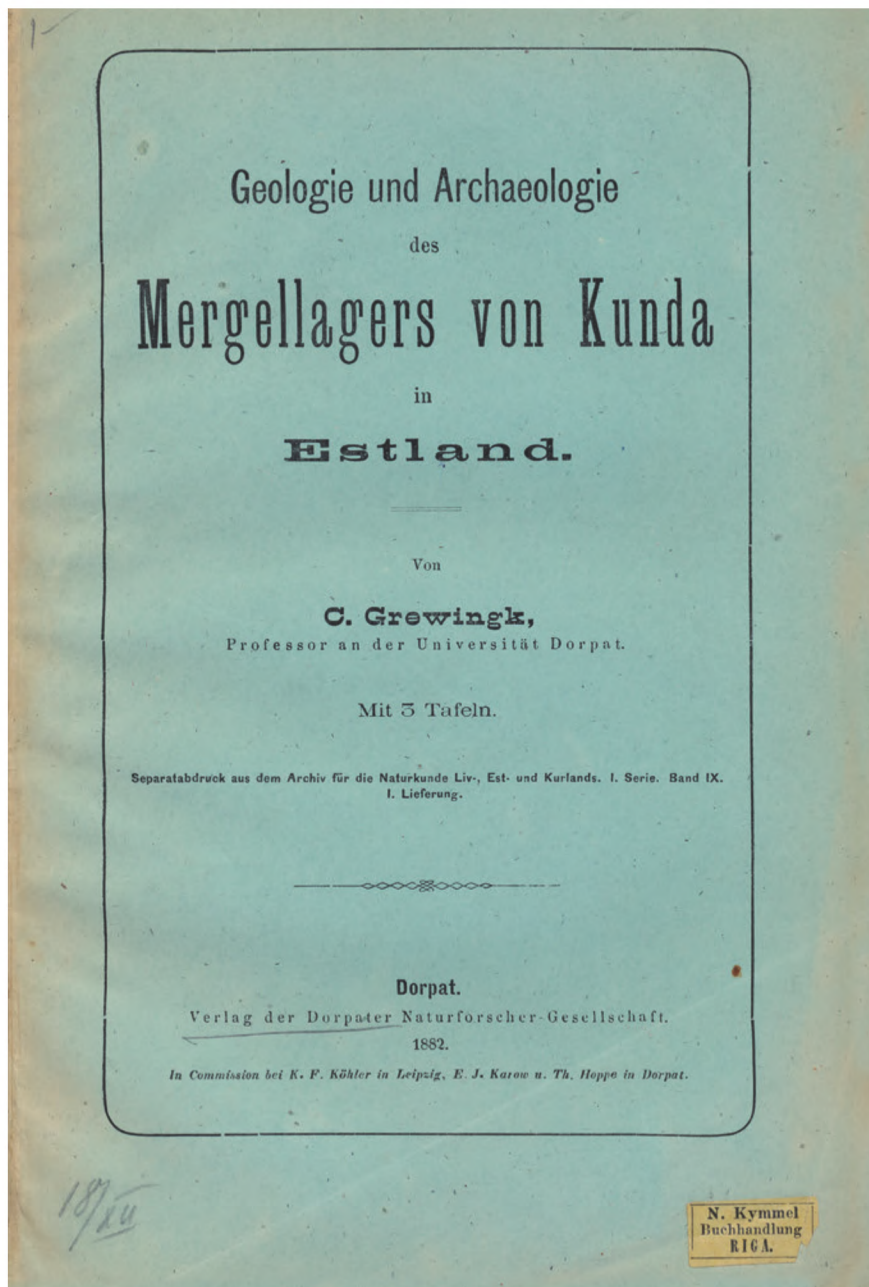 1
Geologie und Archaeologie
des
Mergellagers von Kunda
in
Estland.
Von
C. Grewingk,
Professor an der Universität Dorpat.
Mit 3 Tafeln.
Separatabdruck aus dem Archiv für die Naturkunde Liv-, Est- und Kurlands. I. Serie. Band IX.
I. Lieferung.
Dorpat.
Verlag der Dorpater Naturforscher-Gesellschaft.
1882.
In Commission bei K. F. Köhler in Leipzig, E. J. Karow u. Th. Hoppe in Dorpat.
18/XII
N. Kymmel
Buchhandlung
RIGA.